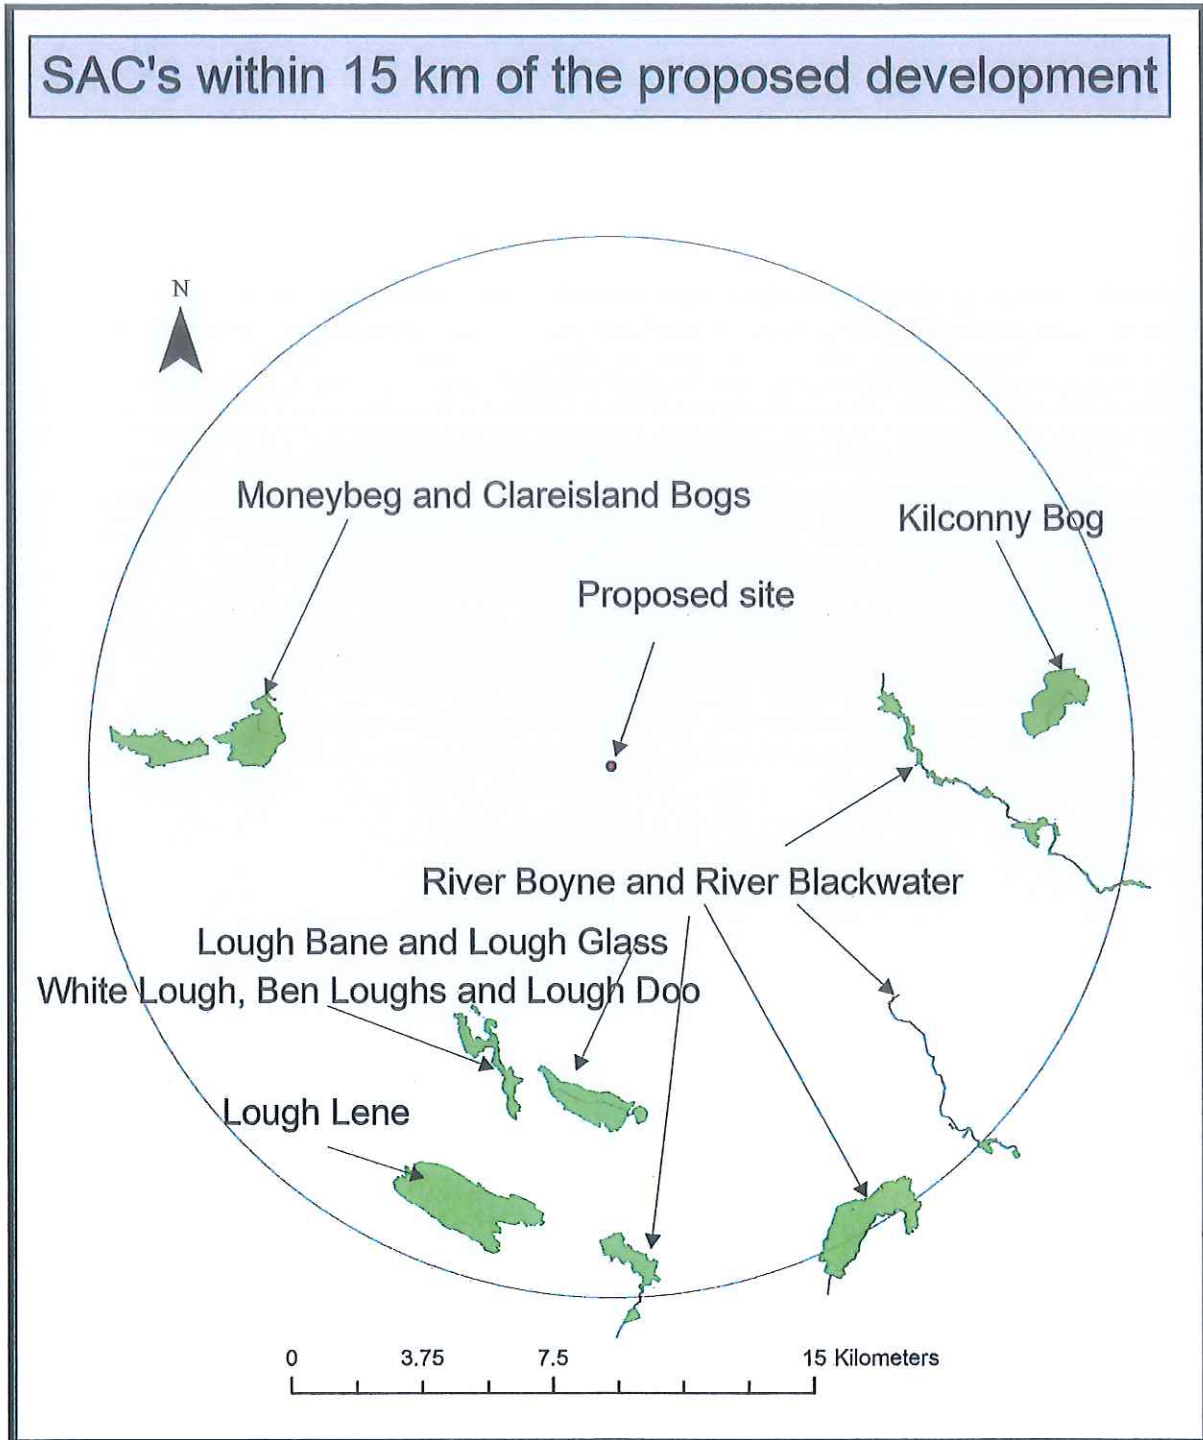 SAC's within 15 km of the proposed development
N
Moneybeg and Clareisland Bogs
Kilconny Bog
Proposed site
River Boyne and River Blackwater
Lough Bane and Lough Glass
White Lough, Ben Loughs and Lough Doo
Lough Lene
0 3.75 7.5 15 Kilometers